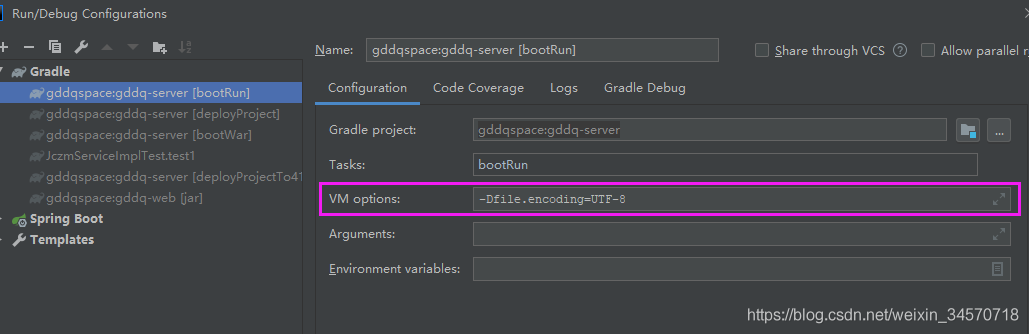 Run/Debug Configurations
Name: gddqspace:gddq-server [bootRun]
Share through VCS
Allow parallel r
Gradle
gddqspace:gddq-server [bootRun]
gddqspace:gddq-server [deployProject]
gddqspace:gddq-server [bootWar]
JczmServiceImplTest.test1
gddqspace:gddq-server [deployProjectTo41
gddqspace:gddq-web [jar]
Spring Boot
Templates
Configuration Code Coverage Logs Gradle Debug
Gradle project: gddqspace:gddq-server ...
Tasks: bootRun
VM options: -Dfile.encoding=UTF-8
Arguments:
Environment variables:
https://blog.csdn.net/weixin_34570718